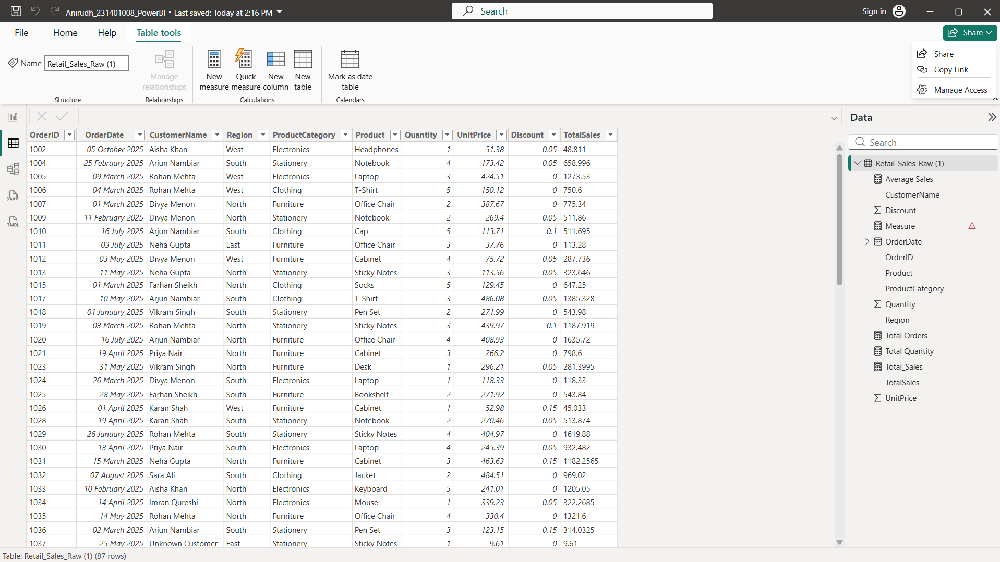 Anirudh_231401008_PowerBI • Last saved: Today at 2:16 PM
Search
Sign in
File Home Help Table tools
Share
Share
Copy Link
Manage Access
Name Retail_Sales_Raw (1)
Manage relationships
New measure
Quick measure
New column
New table
Mark as date table
Structure Relationships Calculations Calendars
OrderID OrderDate CustomerName Region ProductCategory Product Quantity UnitPrice Discount TotalSales
1002 05 October 2025 Aisha Khan West Electronics Headphones 1 51.38 0.05 48.811
1004 25 February 2025 Arjun Nambiar South Stationery Notebook 4 173.42 0.05 658.996
1005 09 March 2025 Rohan Mehta West Electronics Laptop 3 424.51 0 1273.53
1006 04 March 2025 Rohan Mehta West Clothing T-Shirt 5 150.12 0 750.6
1007 01 March 2025 Divya Menon North Furniture Office Chair 2 387.67 0 775.34
1009 11 February 2025 Divya Menon North Stationery Notebook 2 269.4 0.05 511.86
1010 16 July 2025 Arjun Nambiar South Clothing Cap 5 113.71 0.1 511.695
1011 03 July 2025 Neha Gupta East Furniture Office Chair 3 37.76 0 113.28
1012 03 May 2025 Divya Menon West Furniture Cabinet 4 75.72 0.05 287.736
1013 11 May 2025 Neha Gupta North Stationery Sticky Notes 3 113.56 0.05 323.646
1015 01 March 2025 Farhan Sheikh North Clothing Socks 5 129.45 0 647.25
1017 10 May 2025 Arjun Nambiar South Clothing T-Shirt 3 486.08 0.05 1385.328
1018 01 January 2025 Vikram Singh South Stationery Pen Set 2 271.99 0 543.98
1019 03 March 2025 Rohan Mehta North Stationery Sticky Notes 3 439.97 0.1 1187.919
1020 16 July 2025 Arjun Nambiar North Furniture Office Chair 4 408.93 0 1635.72
1021 19 April 2025 Priya Nair North Furniture Cabinet 3 266.2 0 798.6
1023 31 May 2025 Vikram Singh North Furniture Desk 1 296.21 0.05 281.3995
1024 26 March 2025 Divya Menon South Electronics Laptop 1 118.33 0 118.33
1025 28 May 2025 Farhan Sheikh South Furniture Bookshelf 2 271.92 0 543.84
1026 01 April 2025 Karan Shah West Furniture Cabinet 1 52.98 0.15 45.033
1028 19 April 2025 Karan Shah South Stationery Notebook 2 270.46 0.05 513.874
1029 26 January 2025 Rohan Mehta South Stationery Sticky Notes 4 404.97 0 1619.88
1030 13 April 2025 Priya Nair South Electronics Laptop 4 245.39 0.05 932.482
1031 15 March 2025 Neha Gupta North Furniture Cabinet 3 463.63 0.15 1182.2565
1032 07 August 2025 Sara Ali South Clothing Jacket 2 484.51 0 969.02
1033 10 February 2025 Aisha Khan North Electronics Keyboard 5 241.01 0 1205.05
1034 14 April 2025 Imran Qureshi North Electronics Mouse 1 339.23 0.05 322.2685
1035 14 May 2025 Rohan Mehta North Furniture Office Chair 4 330.4 0 1321.6
1036 02 March 2025 Arjun Nambiar South Stationery Pen Set 3 123.15 0.15 314.0325
1037 25 May 2025 Unknown Customer East Stationery Sticky Notes 1 9.61 0 9.61
DAX
TMDL
Data
Search
Retail_Sales_Raw (1)
Average Sales
CustomerName
Discount
Measure
OrderDate
OrderID
Product
ProductCategory
Quantity
Region
Total Orders
Total Quantity
Total_Sales
TotalSales
UnitPrice
Table: Retail_Sales_Raw (1) (87 rows)